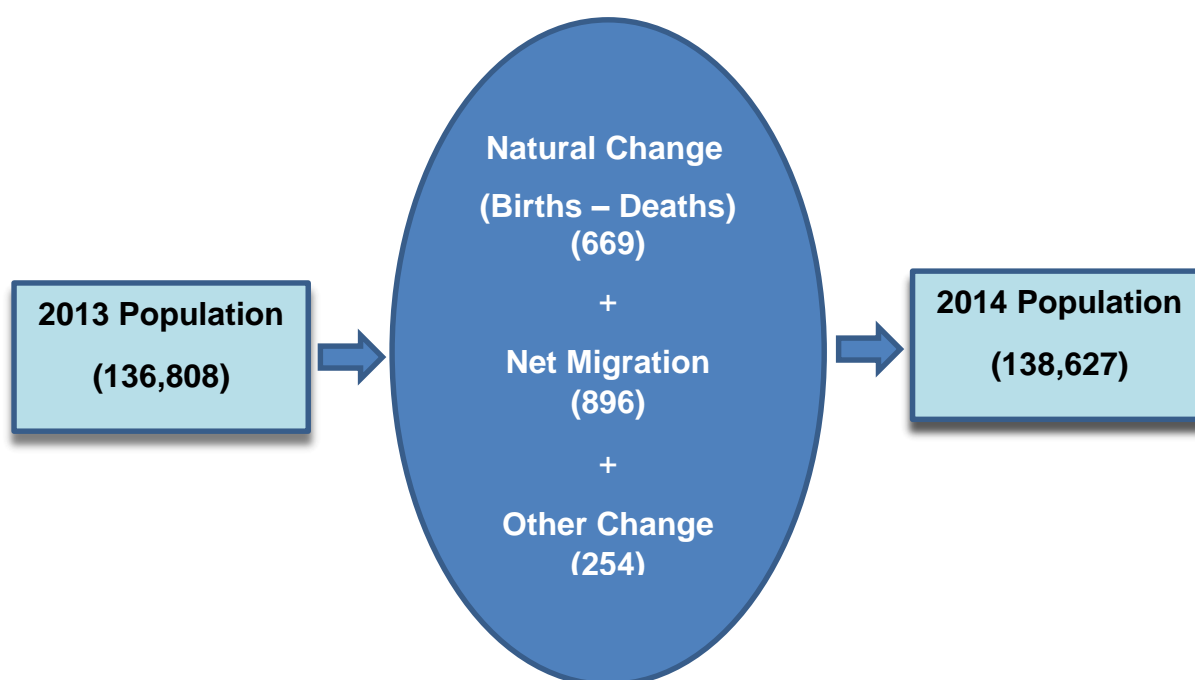 2013 Population
(136,808)
Natural Change
(Births – Deaths)
(669)
+
Net Migration
(896)
+
Other Change
(254)
2014 Population
(138,627)